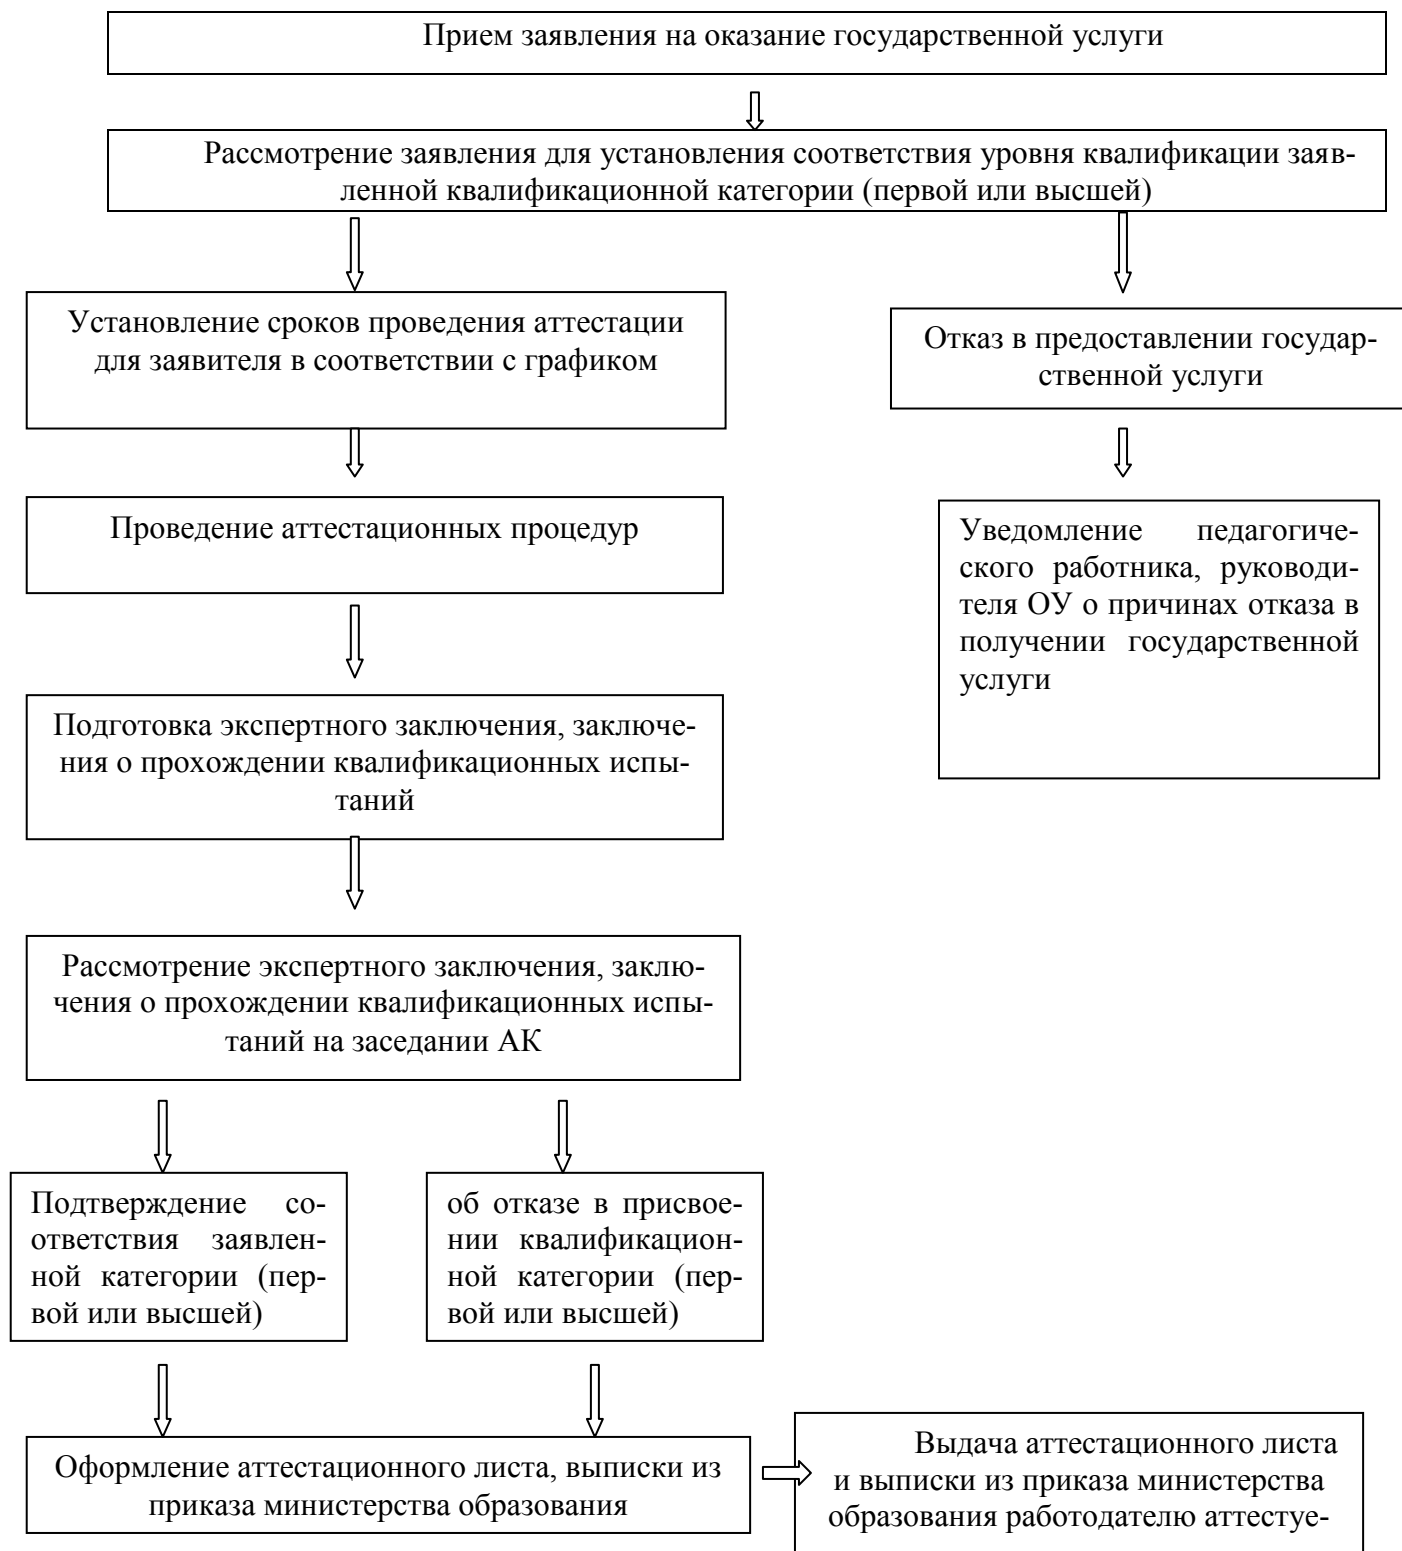 Прием заявления на оказание государственной услуги
Рассмотрение заявления для установления соответствия уровня квалификации заяв-
ленной квалификационной категории (первой или высшей)
Установление сроков проведения аттестации
для заявителя в соответствии с графиком
Отказ в предоставлении государ-
ственной услуги
Проведение аттестационных процедур
Уведомление педагогиче-
ского работника, руководи-
теля ОУ о причинах отказа в
получении государственной
услуги
Подготовка экспертного заключения, заключе-
ния о прохождении квалификационных испы-
таний
Рассмотрение экспертного заключения, заклю-
чения о прохождении квалификационных испы-
таний на заседании АК
Подтверждение со-
ответствия заявлен-
ной категории (пер-
вой или высшей)
об отказе в присвое-
нии квалификацион-
ной категории (пер-
вой или высшей)
Оформление аттестационного листа, выписки из
приказа министерства образования
Выдача аттестационного листа
и выписки из приказа министерства
образования работодателю аттестуе-